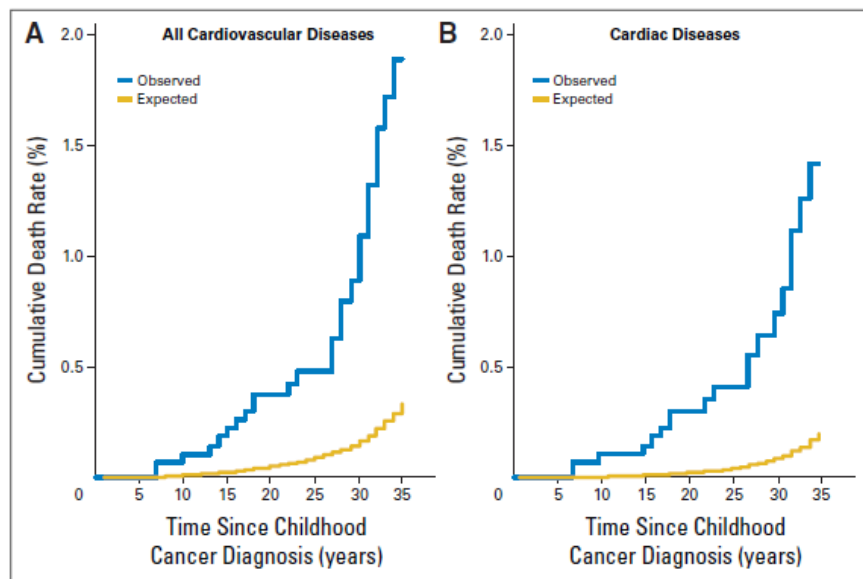 A
All Cardiovascular Diseases
Observed
Expected
Cumulative Death Rate (%)
2.0
1.5
1.0
0.5
0
5 10 15 20 25 30 35
Time Since Childhood
Cancer Diagnosis (years)
B
Cardiac Diseases
Observed
Expected
Cumulative Death Rate (%)
2.0
1.5
1.0
0.5
0
5 10 15 20 25 30 35
Time Since Childhood
Cancer Diagnosis (years)